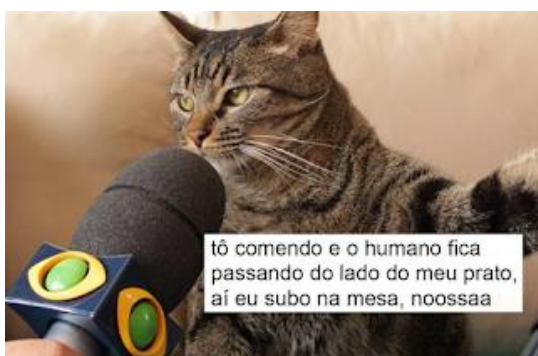 tô comendo e o humano fica
passando do lado do meu prato,
aí eu subo na mesa, noossaa